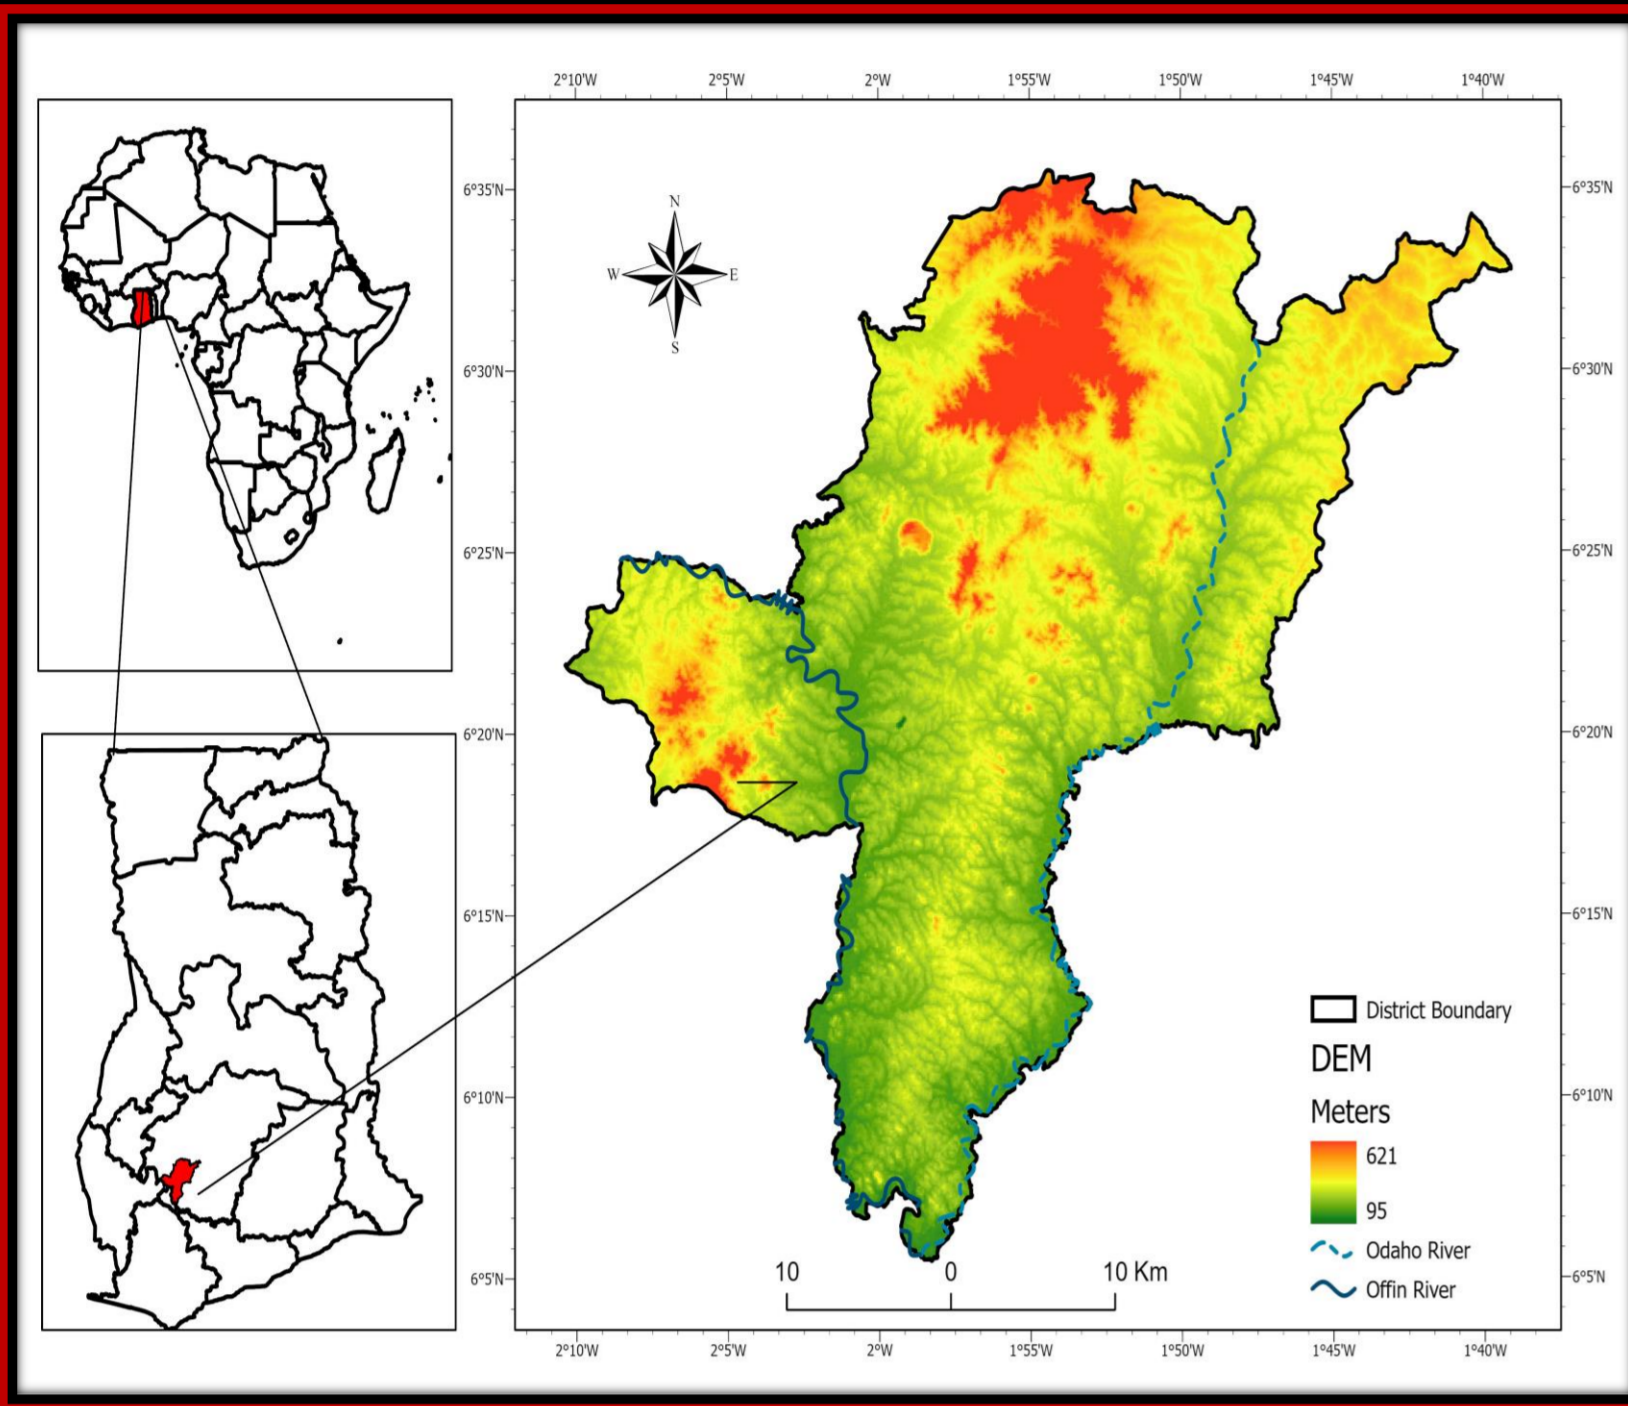 2°10'W 2°5'W 2°W 1°55'W 1°50'W 1°45'W 1°40'W
6°35'N 6°35'N
N
W E
S
6°30'N 6°30'N
6°25'N 6°25'N
6°20'N 6°20'N
6°15'N 6°15'N
District Boundary
DEM
6°10'N 6°10'N
Meters
621
95
Odaho River
10 0 10 Km
6°5'N 6°5'N
Offin River
2°10'W 2°5'W 2°W 1°55'W 1°50'W 1°45'W 1°40'W